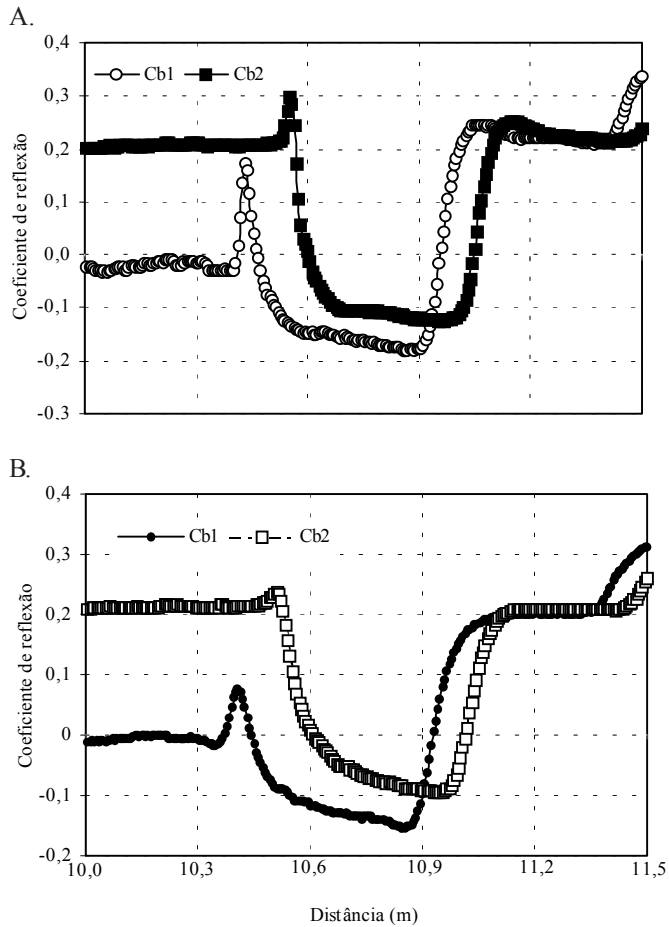 A.
0,4
0,3
0,2
0,1
0,0
-0,1
-0,2
-0,3
Coeficiente de reflexão
Cb1 Cb2
B.
0,4
0,3
0,2
0,1
0
-0,1
-0,2
Coeficiente de reflexão
Cb1 Cb2
10,0 10,3 10,6 10,9 11,2 11,5
Distância (m)